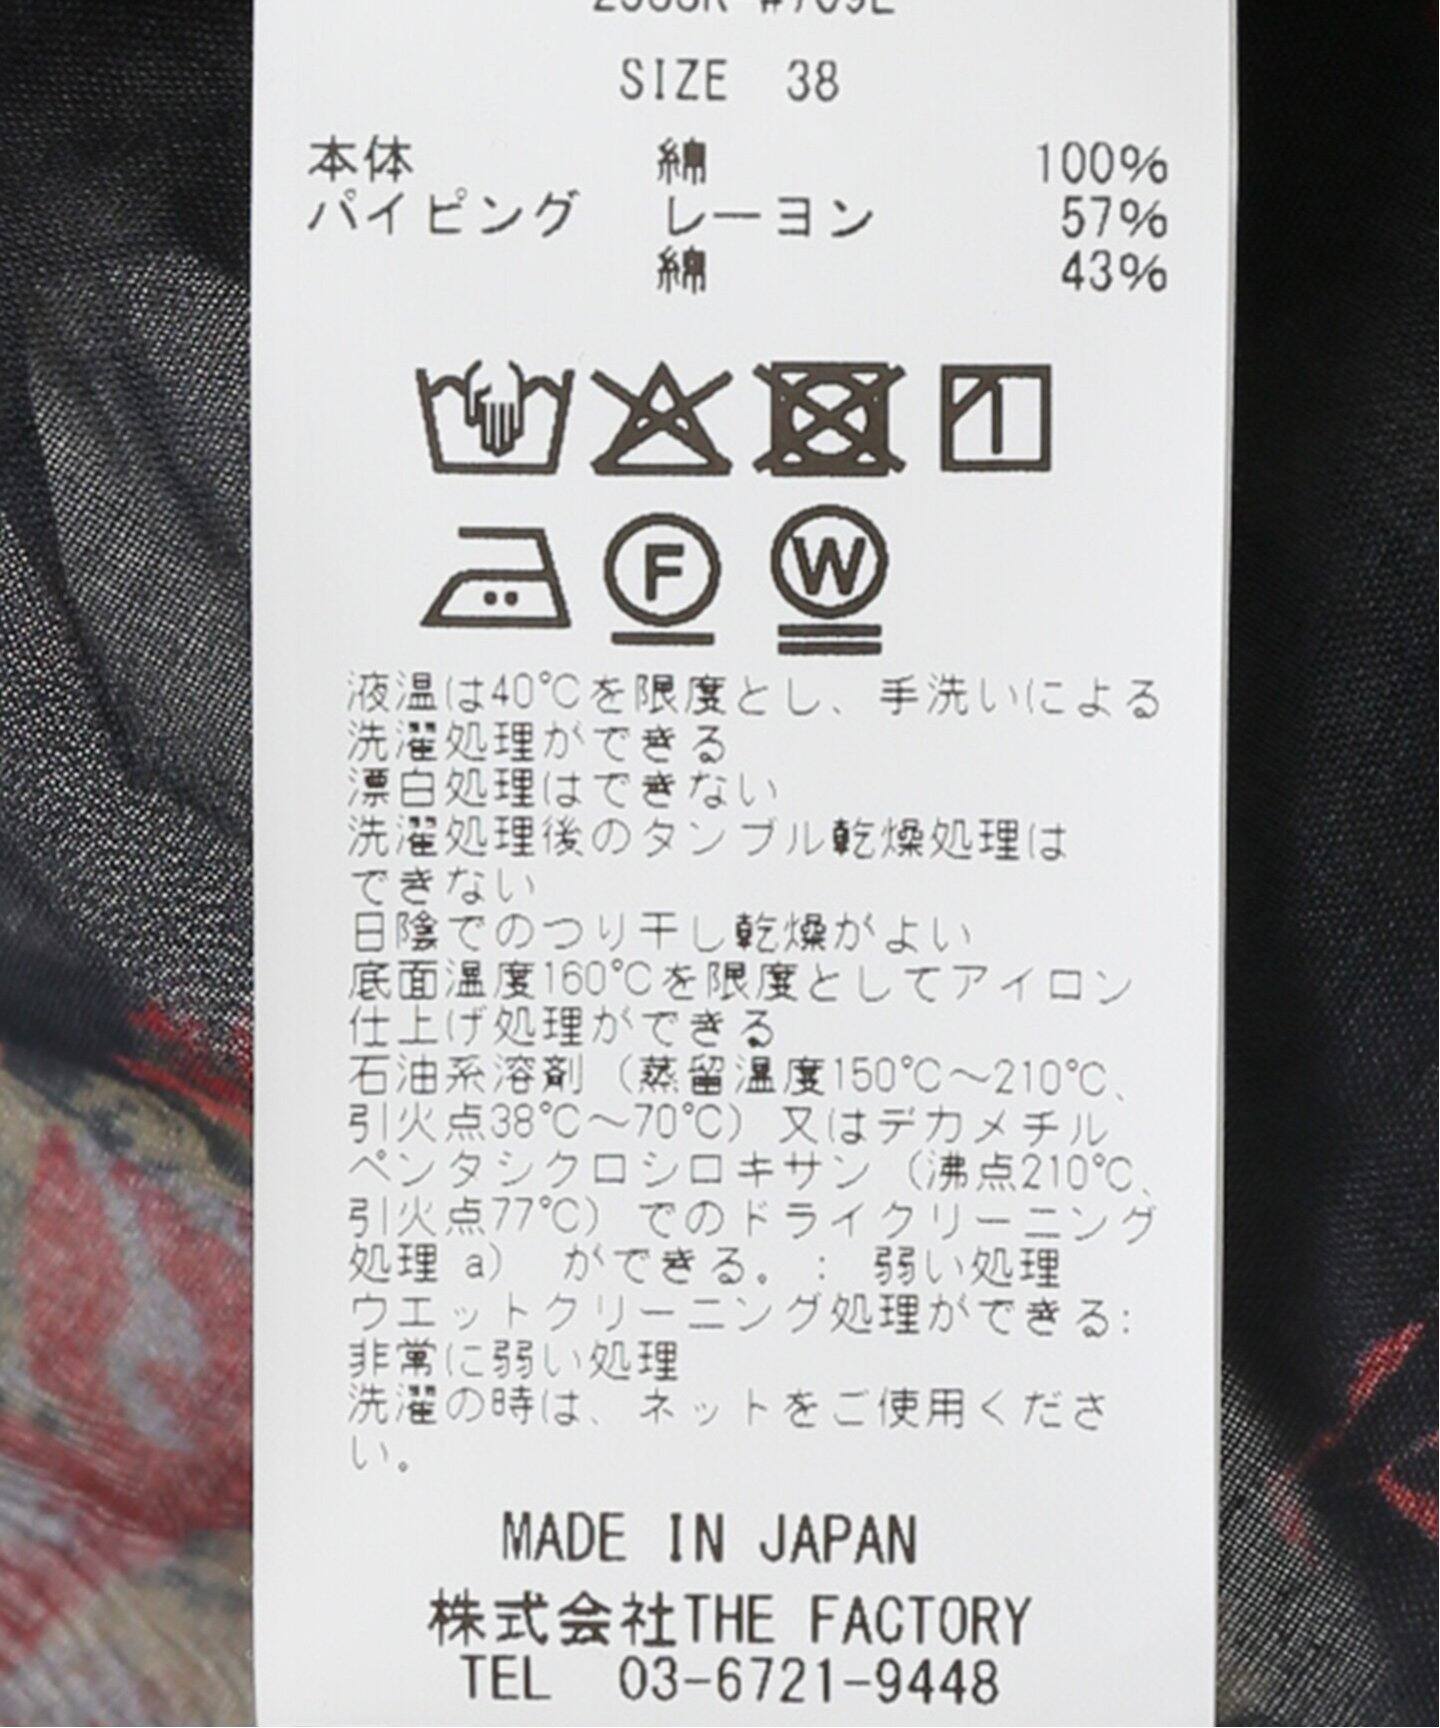 SIZE 38
本体 綿 100%
パイピング レーヨン 57%
綿 43%
F W
液温は40℃を限度とし、手洗いによる
洗濯処理ができる
漂白処理はできない
洗濯処理後のタンブル乾燥処理は
できない
日陰でのつり干し乾燥がよい
底面温度160℃を限度としてアイロン
仕上げ処理ができる
石油系溶剤（蒸留温度150℃～210℃、
引火点38℃～70℃）又はデカメチル
ペンタシクロシロキサン（沸点210℃、
引火点77℃）でのドライクリーニング
処理 a） ができる。： 弱い処理
ウエットクリーニング処理ができる:
非常に弱い処理
洗濯の時は、ネットをご使用くださ
い。
MADE IN JAPAN
株式会社THE FACTORY
TEL 03-6721-9448